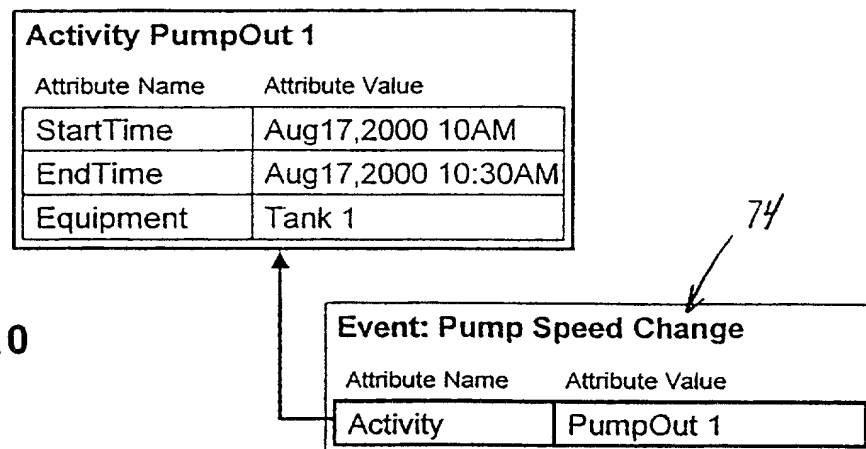 Activity PumpOut 1
Attribute Name Attribute Value
StartTime Aug17,2000 10AM
EndTime Aug17,2000 10:30AM
Equipment Tank 1
74
0
Event: Pump Speed Change
Attribute Name Attribute Value
Activity PumpOut 1